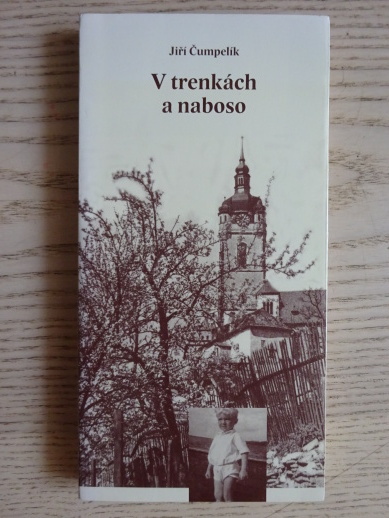 Jiří Čumpelík
V trenkách
a naboso